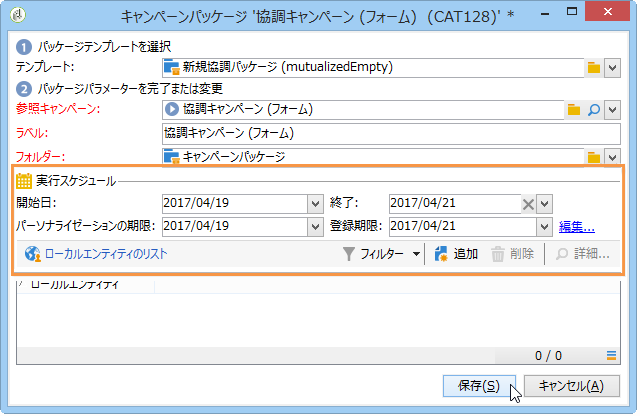 キャンペーンパッケージ '協調キャンペーン (フォーム) (CAT128)' *
1 パッケージテンプレートを選択
テンプレート: 新規協調パッケージ (mutualizedEmpty)
2 パッケージパラメーターを完了または変更
参照キャンペーン: 協調キャンペーン (フォーム)
ラベル: 協調キャンペーン (フォーム)
フォルダー: キャンペーンパッケージ
実行スケジュール
開始日: 2017/04/19 終了: 2017/04/21
パーソナライゼーションの期限: 2017/04/19 登録期限: 2017/04/21 編集...
ローカルエンティティのリスト フィルター 追加 削除 詳細...
ローカルエンティティ
0 / 0
保存(S) キャンセル(A)